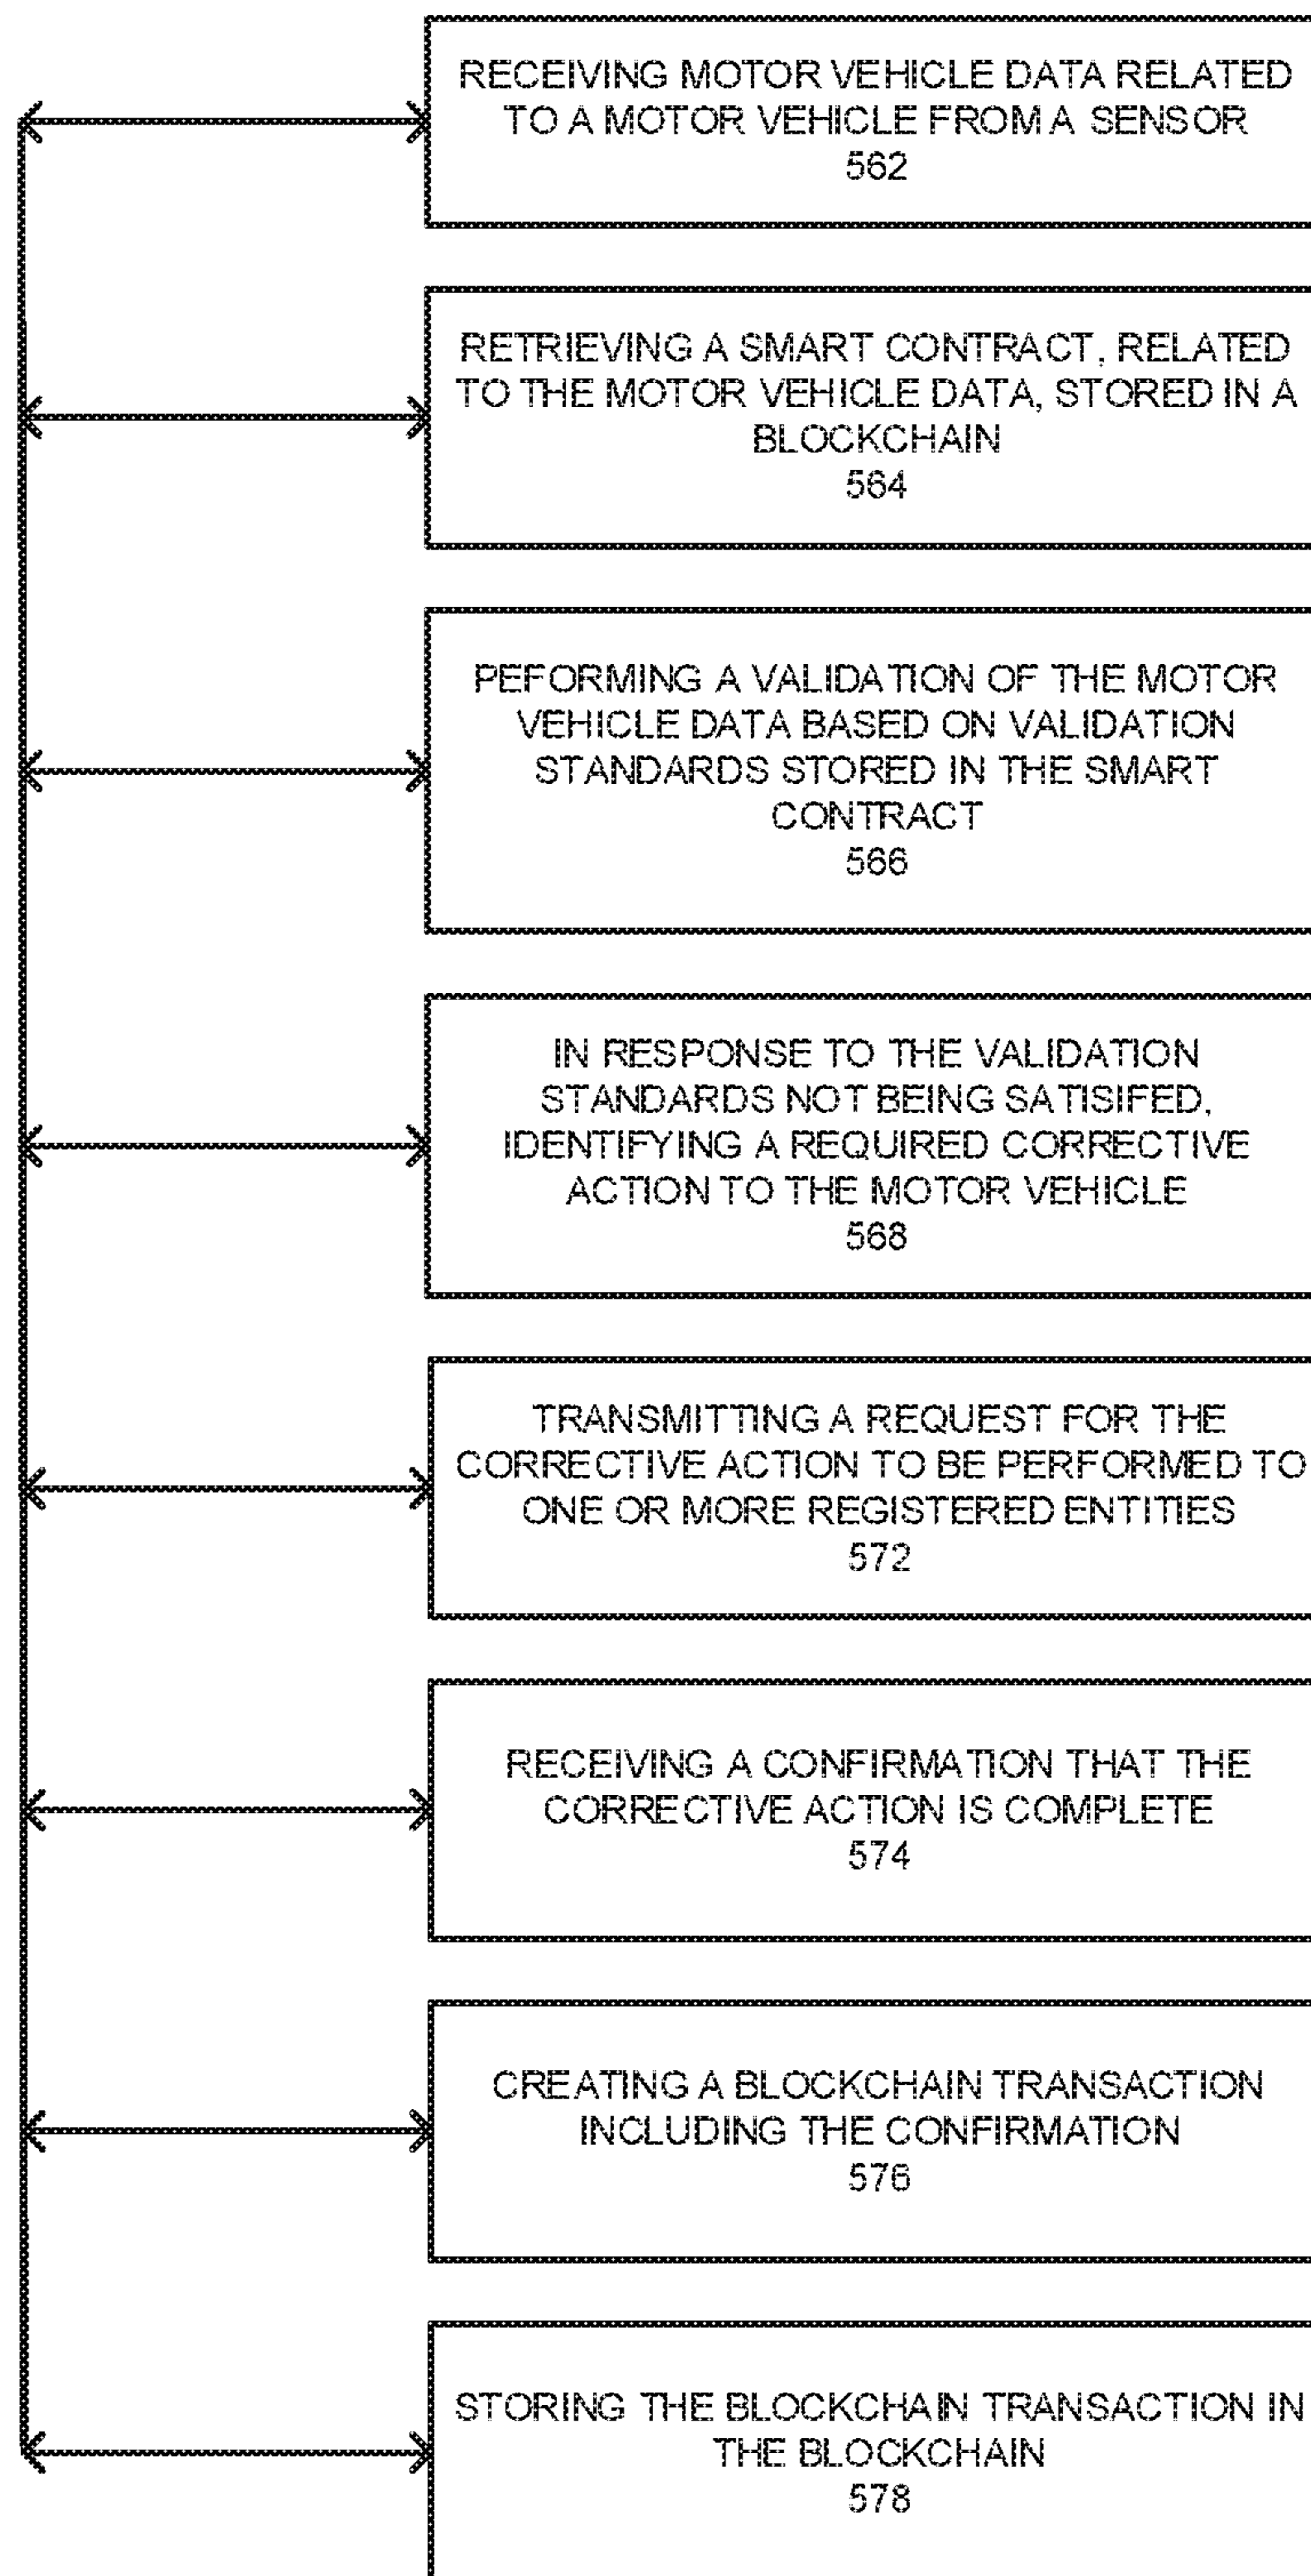 RECEIVING MOTOR VEHICLE DATA RELATED
TO A MOTOR VEHICLE FROM A SENSOR
562
RETRIEVING A SMART CONTRACT, RELATED
TO THE MOTOR VEHICLE DATA, STORED IN A
BLOCKCHAIN
564
PEFORMING A VALIDATION OF THE MOTOR
VEHICLE DATA BASED ON VALIDATION
STANDARDS STORED IN THE SMART
CONTRACT
566
IN RESPONSE TO THE VALIDATION
STANDARDS NOT BEING SATISIFED,
IDENTIFYING A REQUIRED CORRECTIVE
ACTION TO THE MOTOR VEHICLE
568
TRANSMITTING A REQUEST FOR THE
CORRECTIVE ACTION TO BE PERFORMED TO
ONE OR MORE REGISTERED ENTITIES
572
RECEIVING A CONFIRMATION THAT THE
CORRECTIVE ACTION IS COMPLETE
574
CREATING A BLOCKCHAIN TRANSACTION
INCLUDING THE CONFIRMATION
576
STORING THE BLOCKCHAIN TRANSACTION IN
THE BLOCKCHAIN
578